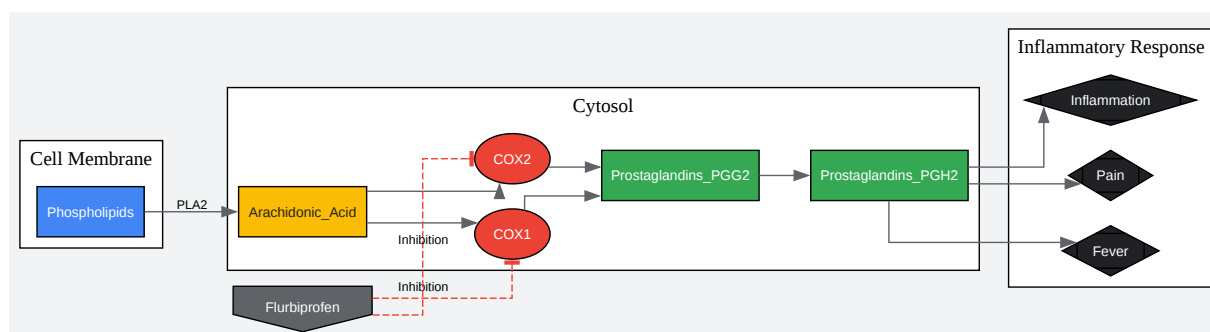 Cell Membrane
Phospholipids
PLA2
Cytosol
Arachidonic_Acid
COX2
COX1
Inhibition
Inhibition
Flurbiprofen
Prostaglandins_PGG2
Prostaglandins_PGH2
Inflammatory Response
Inflammation
Pain
Fever